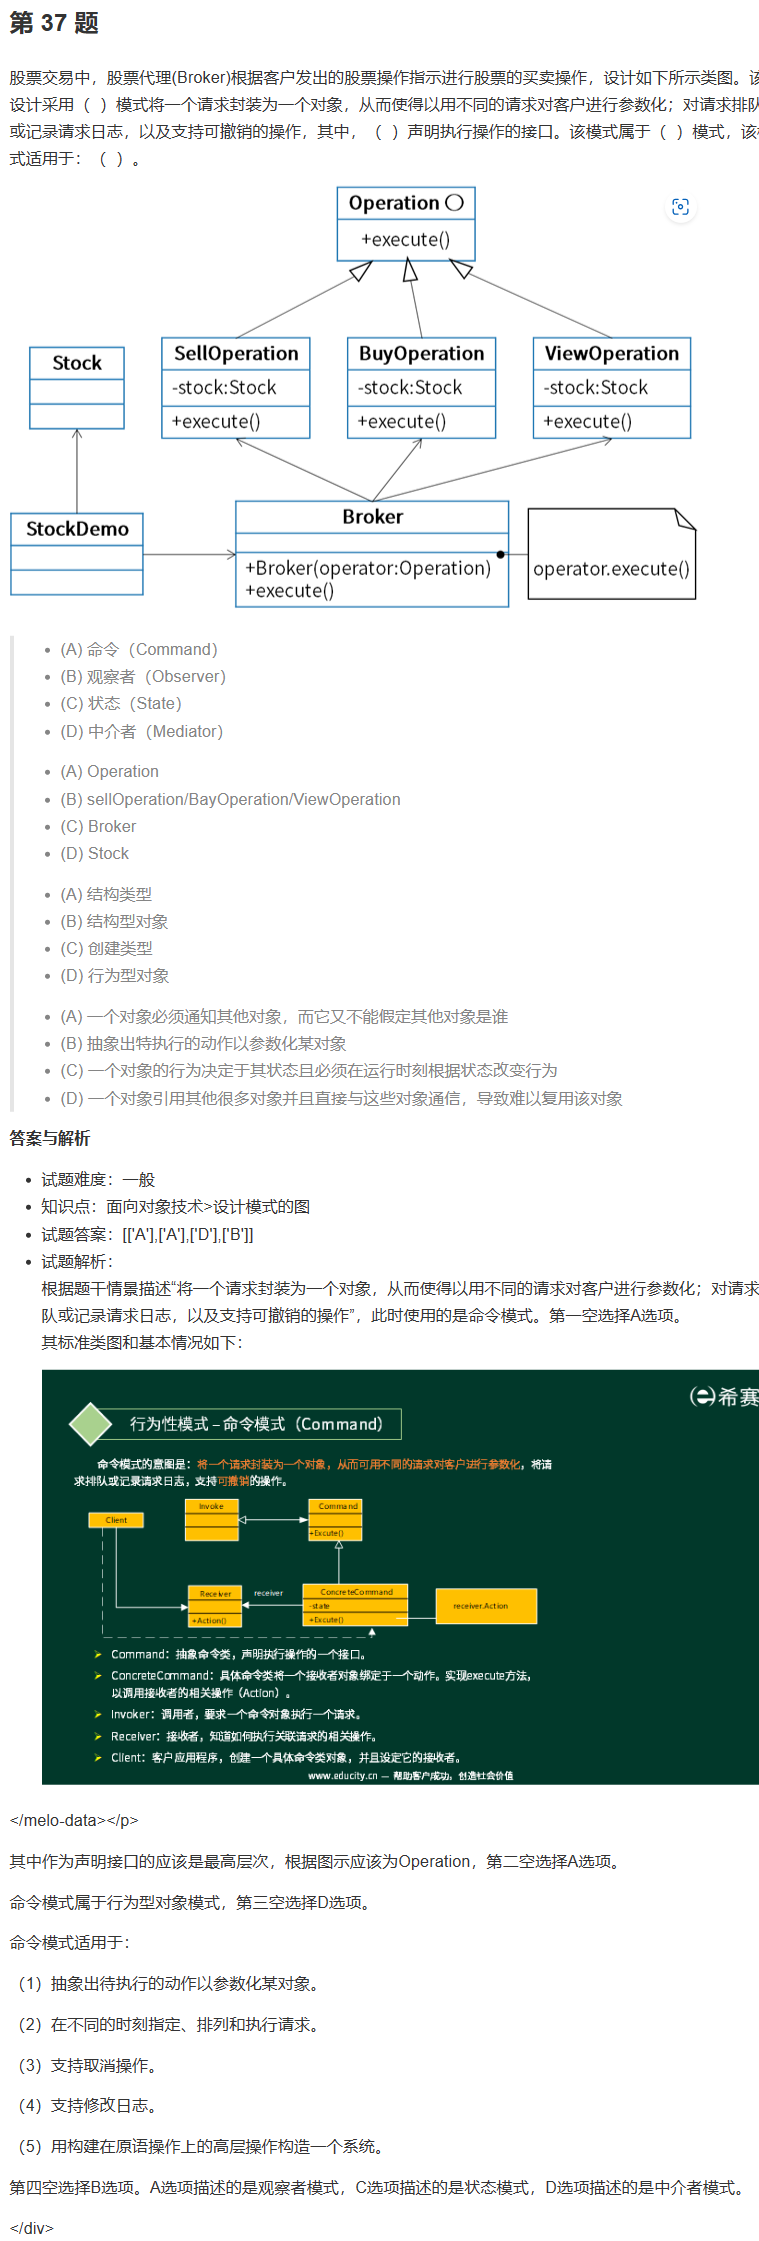 第 37 题
股票交易中，股票代理(Broker)根据客户发出的股票操作指示进行股票的买卖操作，设计如下所示类图。该
设计采用（ ）模式将一个请求封装为一个对象，从而使得以用不同的请求对客户进行参数化；对请求排队
或记录请求日志，以及支持可撤销的操作，其中，（ ）声明执行操作的接口。该模式属于（ ）模式，该模
式适用于：（ ）。
Operation
+execute()
SellOperation
-stock:Stock
+execute()
BuyOperation
-stock:Stock
+execute()
ViewOperation
-stock:Stock
+execute()
Stock
StockDemo
Broker
+Broker(operator:Operation)
+execute()
operator.execute()
• (A) 命令（Command）
• (B) 观察者（Observer）
• (C) 状态（State）
• (D) 中介者（Mediator）
• (A) Operation
• (B) sellOperation/BayOperation/ViewOperation
• (C) Broker
• (D) Stock
• (A) 结构类型
• (B) 结构型对象
• (C) 创建类型
• (D) 行为型对象
• (A) 一个对象必须通知其他对象，而它又不能假定其他对象是谁
• (B) 抽象出特执行的动作以参数化某对象
• (C) 一个对象的行为决定于其状态且必须在运行时刻根据状态改变行为
• (D) 一个对象引用其他很多对象并且直接与这些对象通信，导致难以复用该对象
答案与解析
• 试题难度：一般
• 知识点：面向对象技术>设计模式的图
• 试题答案：[['A'],['A'],['D'],['B']]
• 试题解析：
根据题干情景描述“将一个请求封装为一个对象，从而使得以用不同的请求对客户进行参数化；对请求
队或记录请求日志，以及支持可撤销的操作”，此时使用的是命令模式。第一空选择A选项。
其标准类图和基本情况如下：
希赛
行为性模式 – 命令模式（Command）
命令模式的意图是：将一个请求封装为一个对象，从而可用不同的请求对客户进行参数化，将请
求排队或记录请求日志，支持可撤销的操作。
Client
Invoke
Command
+Excute()
Receiver
+Action()
receiver
ConcreteCommand
-state
+Excute()
receiver.Action
Command：抽象命令类，声明执行操作的一个接口。
ConcreteCommand：具体命令类将一个接收者对象绑定于一个动作。实现execute方法，
以调用接收者的相关操作（Action）。
Invoker：调用者，要求一个命令对象执行一个请求。
Receiver：接收者，知道如何执行关联请求的相关操作。
Client：客户应用程序，创建一个具体命令类对象，并且设定它的接收者。
www.educity.cn — 帮助客户成功，创造社会价值
</melo-data></p>
其中作为声明接口的应该是最高层次，根据图示应该为Operation，第二空选择A选项。
命令模式属于行为型对象模式，第三空选择D选项。
命令模式适用于：
（1）抽象出待执行的动作以参数化某对象。
（2）在不同的时刻指定、排列和执行请求。
（3）支持取消操作。
（4）支持修改日志。
（5）用构建在原语操作上的高层操作构造一个系统。
第四空选择B选项。A选项描述的是观察者模式，C选项描述的是状态模式，D选项描述的是中介者模式。
</div>